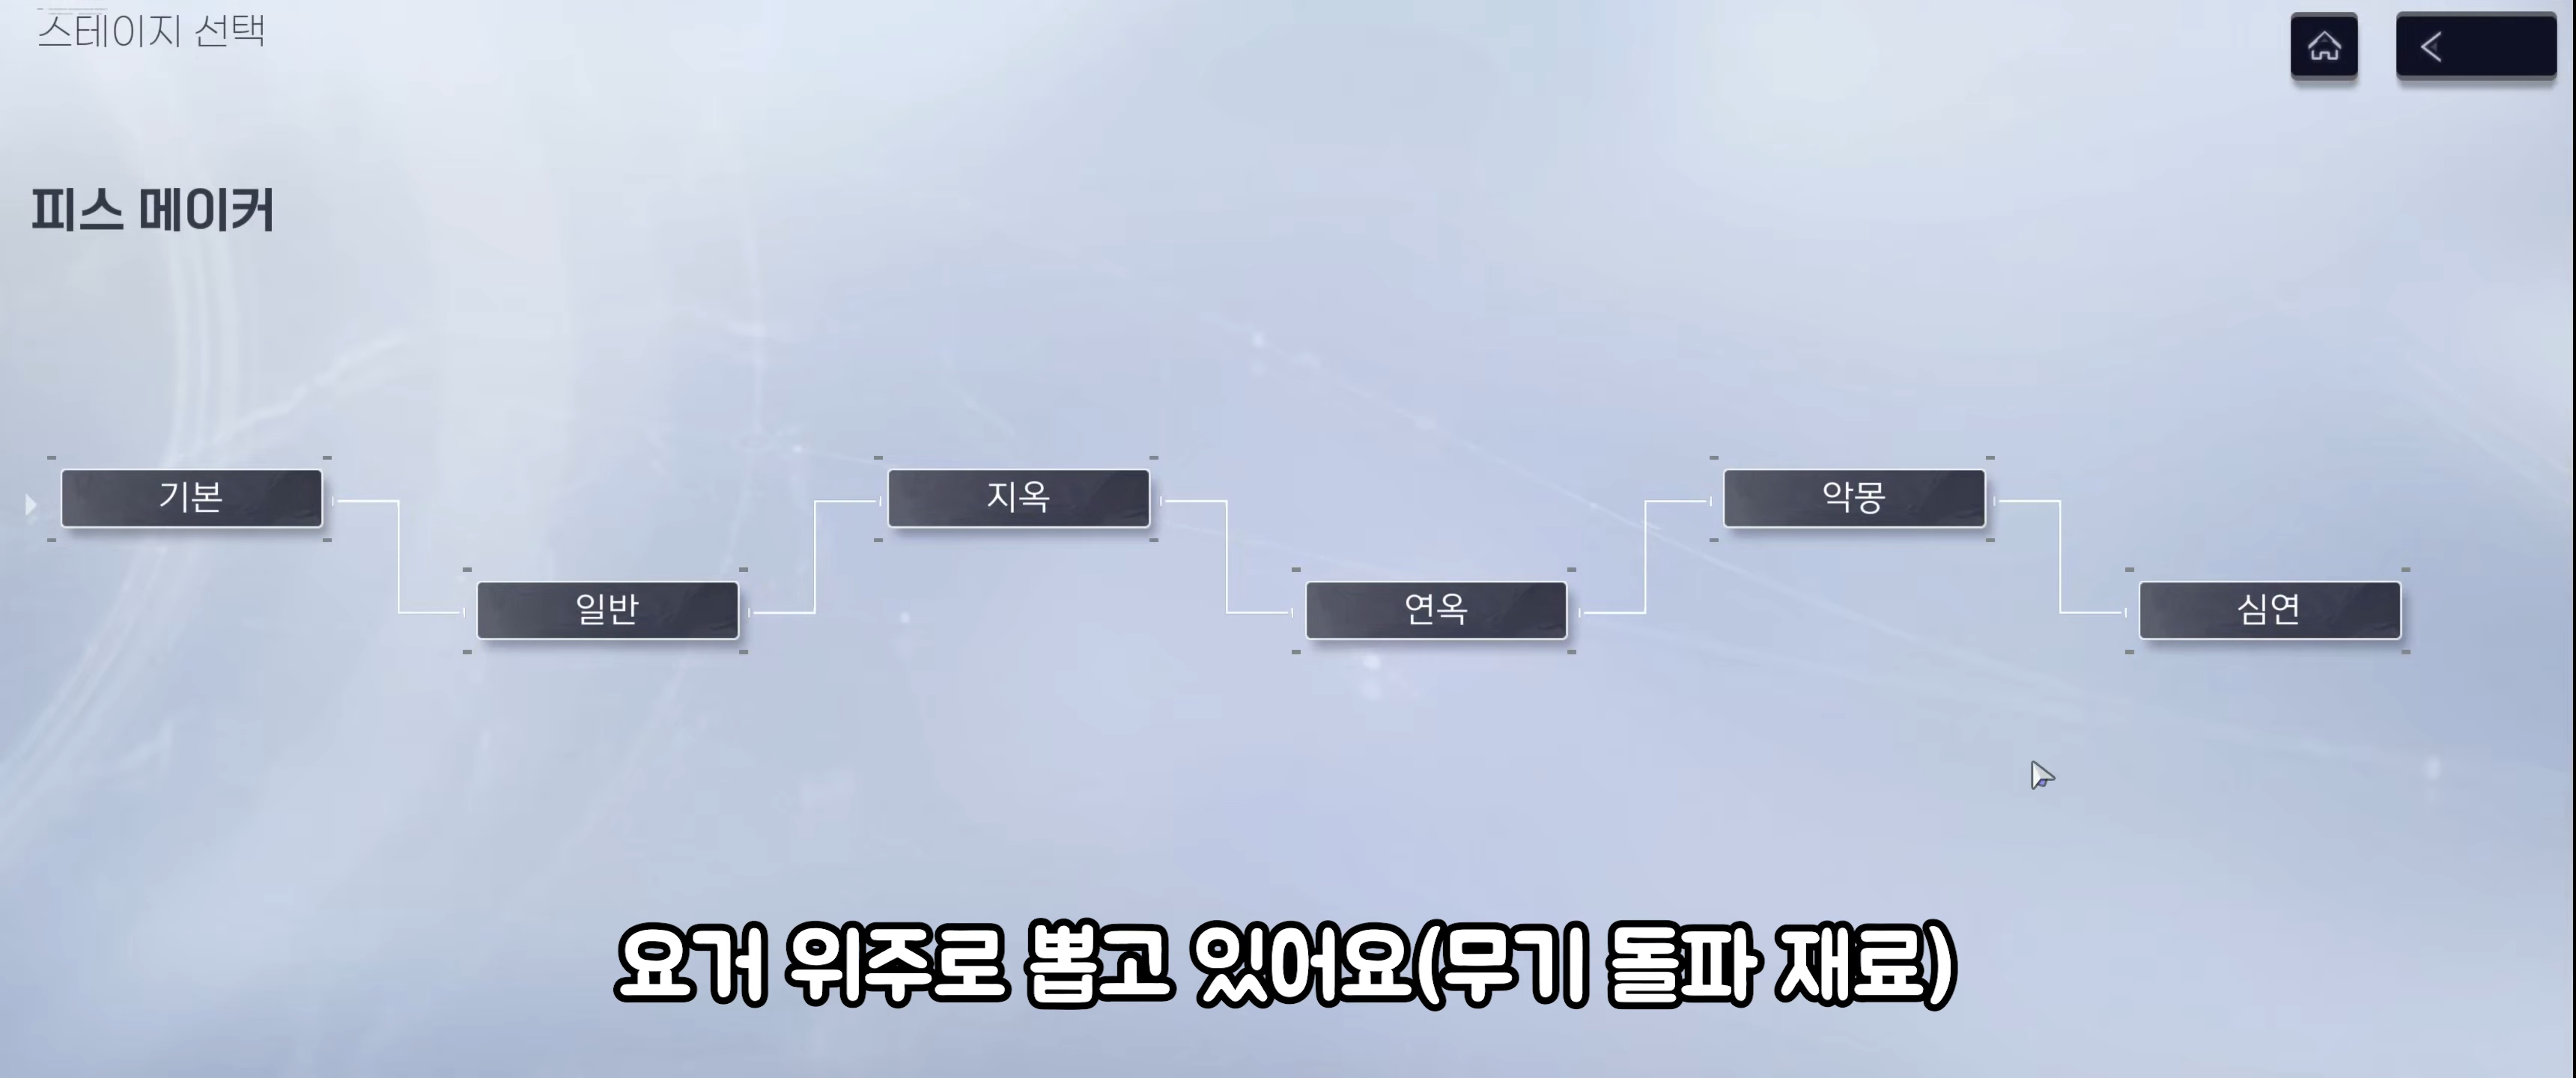 스테이지 선택
피스 메이커
기본
일반
지옥
연옥
악몽
심연
요거 위주로 뽑고 있어요(무기 돌파 재료)